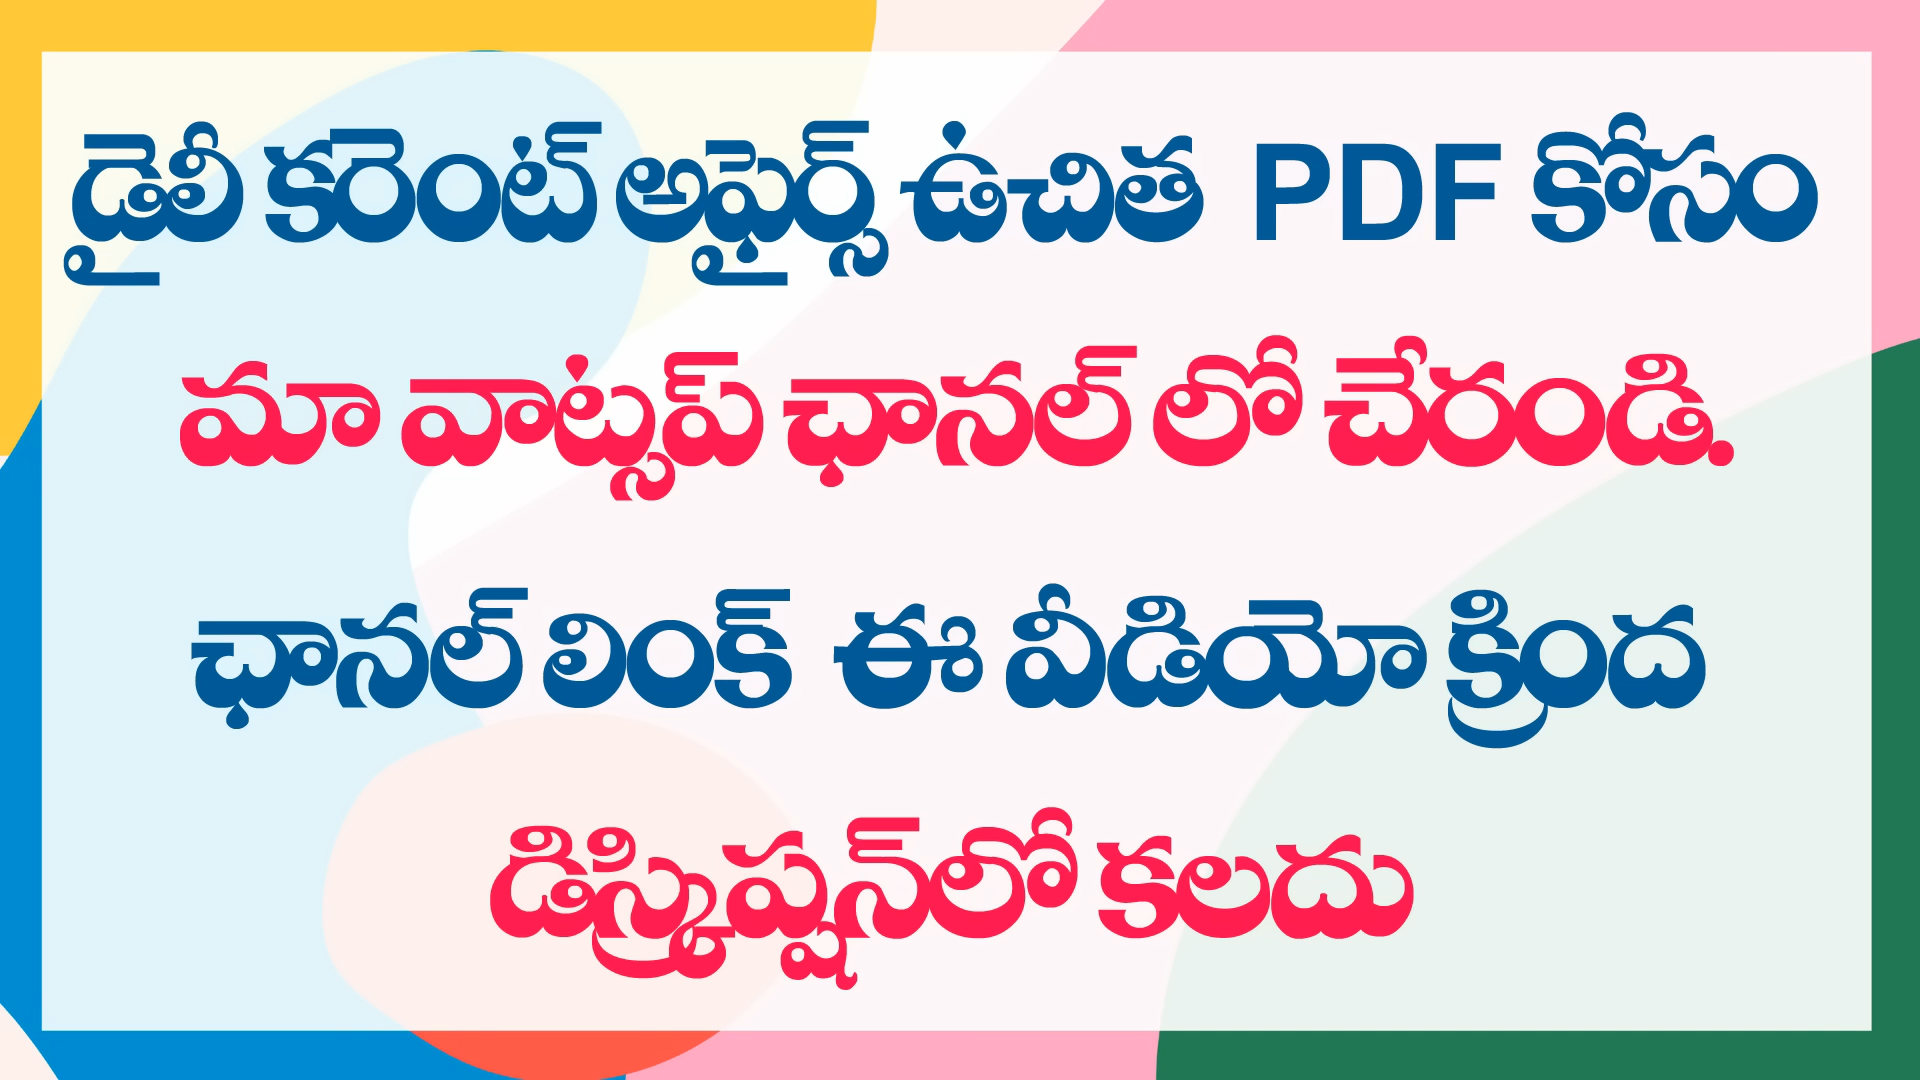 డైలీ కరెంట్ అఫైర్స్ ఉచిత PDF కోసం
మా వాట్సప్ ఛానల్ లో చేరండి.
ఛానల్ లింక్ ఈ వీడియో క్రింద
డిస్క్రిప్షన్‌లో కలదు